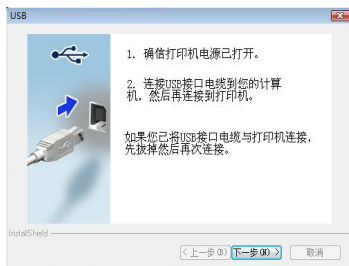 USB
1. 确信打印机电源已打开。
2. 连接USB接口电缆到您的计算
机，然后再连接到打印机。
如果您已将USB接口电缆与打印机连接，
先拔掉然后再次连接。
InstallShield
<上一步(B) 下一步(N)> 取消